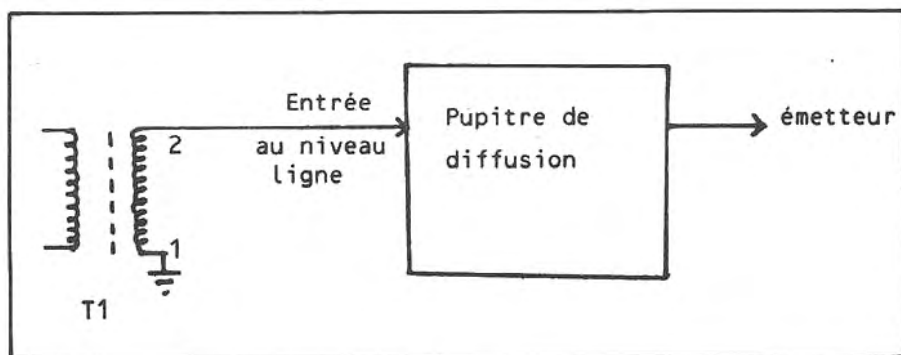 Entrée
au niveau
ligne
2
1
T1
Pupitre de
diffusion
émetteur